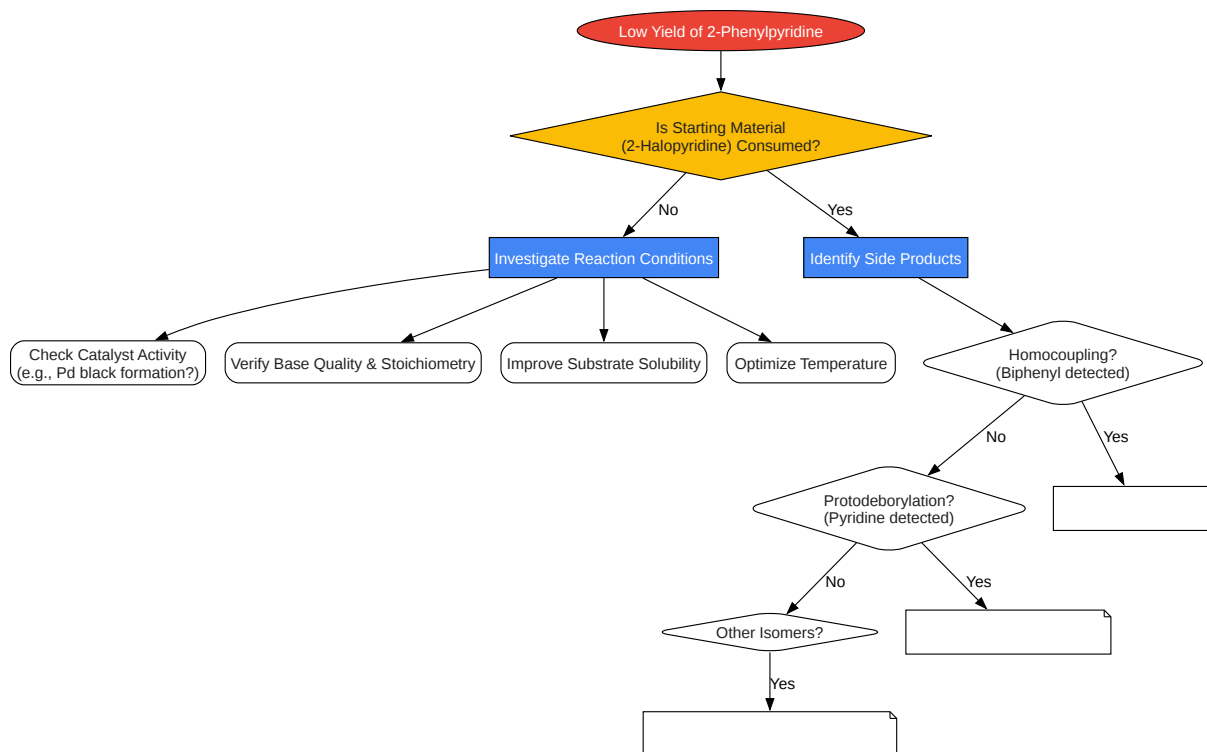 Low Yield of 2-Phenylpyridine
Is Starting Material
(2-Halopyridine) Consumed?
No
Yes
Investigate Reaction Conditions
Identify Side Products
Check Catalyst Activity
(e.g., Pd black formation?)
Verify Base Quality & Stoichiometry
Improve Substrate Solubility
Optimize Temperature
Homocoupling?
(Biphenyl detected)
No
Yes
Protodeborylation?
(Pyridine detected)
No
Yes
Other Isomers?
Yes